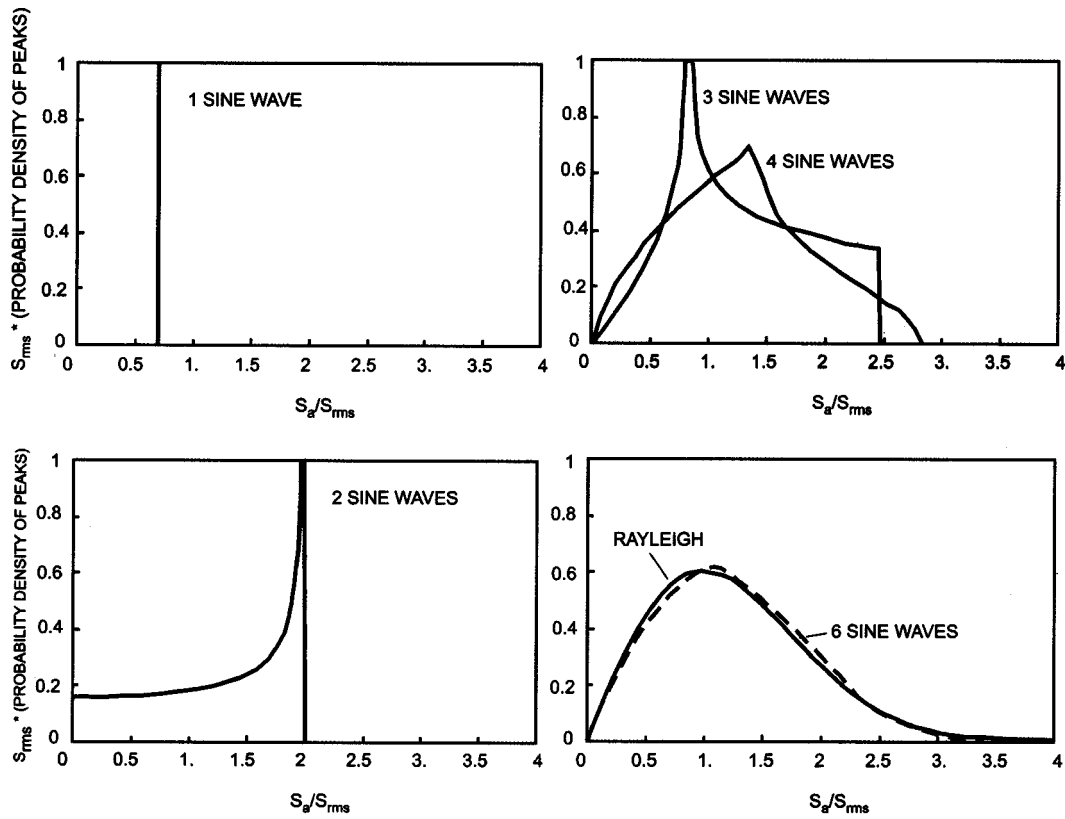 S_rms * (PROBABILITY DENSITY OF PEAKS)
1
0.8
0.6
0.4
0.2
0
1 SINE WAVE
0 0.5 1. 1.5 2 2.5 3. 3.5 4
S_a/S_rms
1
0.8
0.6
0.4
0.2
0
3 SINE WAVES
4 SINE WAVES
0 0.5 1. 1.5 2 2.5 3. 3.5 4
S_a/S_rms
S_rms * (PROBABILITY DENSITY OF PEAKS)
1
0.8
0.6
0.4
0.2
0
2 SINE WAVES
0 0.5 1. 1.5 2 2.5 3. 3.5 4
S_a/S_rms
1
0.8
0.6
0.4
0.2
0
RAYLEIGH
6 SINE WAVES
0 0.5 1. 1.5 2 2.5 3. 3.5 4
S_a/S_rms